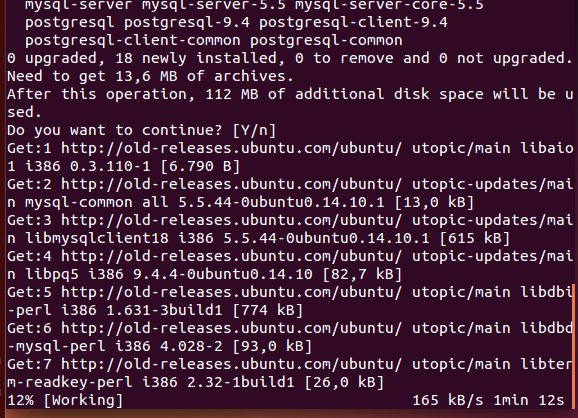 mysql-server mysql-server-5.5 mysql-server-core-5.5
postgresql postgresql-9.4 postgresql-client-9.4
postgresql-client-common postgresql-common
0 upgraded, 18 newly installed, 0 to remove and 0 not upgraded.
Need to get 13,6 MB of archives.
After this operation, 112 MB of additional disk space will be u
sed.
Do you want to continue? [Y/n]
Get:1 http://old-releases.ubuntu.com/ubuntu/ utopic/main libaio
1 i386 0.3.110-1 [6.790 B]
Get:2 http://old-releases.ubuntu.com/ubuntu/ utopic-updates/mai
n mysql-common all 5.5.44-0ubuntu0.14.10.1 [13,0 kB]
Get:3 http://old-releases.ubuntu.com/ubuntu/ utopic-updates/mai
n libmysqlclient18 i386 5.5.44-0ubuntu0.14.10.1 [615 kB]
Get:4 http://old-releases.ubuntu.com/ubuntu/ utopic-updates/mai
n libpq5 i386 9.4.4-0ubuntu0.14.10 [82,7 kB]
Get:5 http://old-releases.ubuntu.com/ubuntu/ utopic/main libdbi
-perl i386 1.631-3build1 [774 kB]
Get:6 http://old-releases.ubuntu.com/ubuntu/ utopic/main libdbd
-mysql-perl i386 4.028-2 [93,0 kB]
Get:7 http://old-releases.ubuntu.com/ubuntu/ utopic/main libter
m-readkey-perl i386 2.32-1build1 [26,0 kB]
12% [Working] 165 kB/s 1min 12s